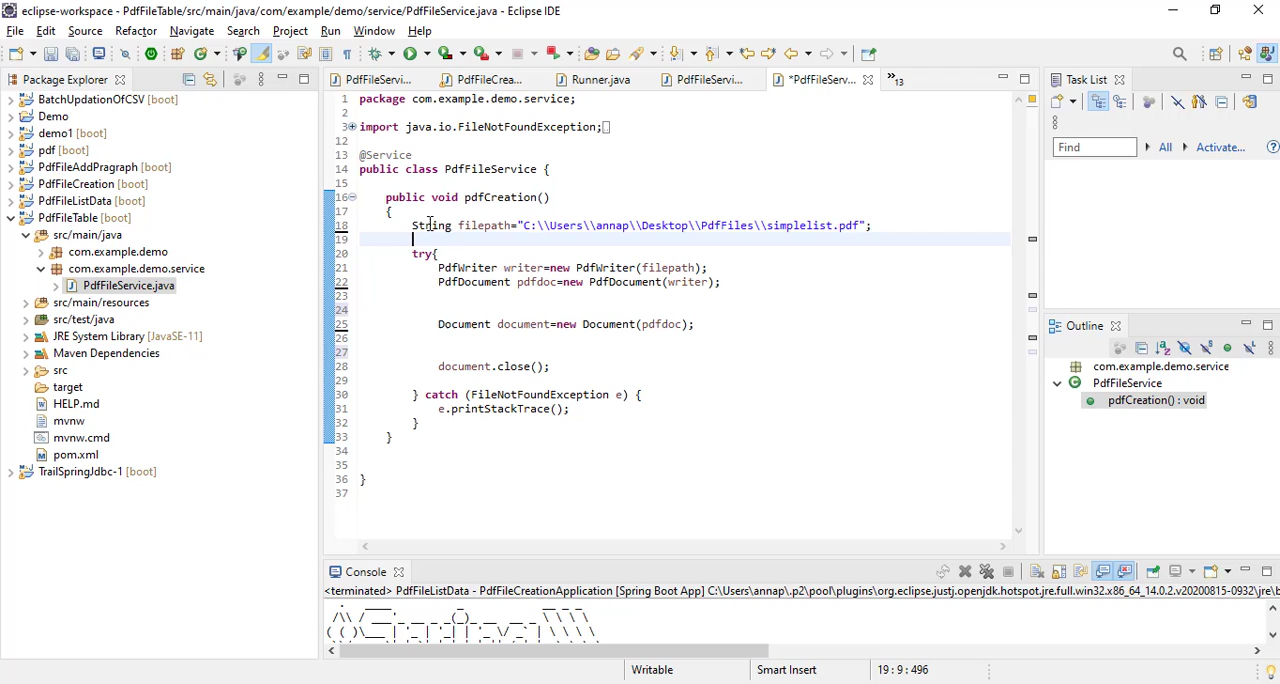 eclipse-workspace - PdfFileTable/src/main/java/com/example/demo/service/PdfFileService.java - Eclipse IDE
File Edit Source Refactor Navigate Search Project Run Window Help
Package Explorer
BatchUpdationOfCSV [boot]
Demo
demo1 [boot]
pdf [boot]
PdfFileAddPragraph [boot]
PdfFileCreation [boot]
PdfFileListData [boot]
PdfFileTable [boot]
src/main/java
com.example.demo
com.example.demo.service
PdfFileService.java
src/main/resources
src/test/java
JRE System Library [JavaSE-11]
Maven Dependencies
src
target
HELP.md
mvnw
mvnw.cmd
pom.xml
TrailSpringJdbc-1 [boot]
PdfFileServi... PdfFileCrea... Runner.java PdfFileServi... *PdfFileServ... »13
1 package com.example.demo.service;
2
3 import java.io.FileNotFoundException;
12
13 @Service
14 public class PdfFileService {
15
16 public void pdfCreation()
17 {
18 String filepath="C:\\Users\\annap\\Desktop\\PdfFiles\\simplelist.pdf";
19
20 try{
21 PdfWriter writer=new PdfWriter(filepath);
22 PdfDocument pdfdoc=new PdfDocument(writer);
23
24
25 Document document=new Document(pdfdoc);
26
27
28 document.close();
29
30 } catch (FileNotFoundException e) {
31 e.printStackTrace();
32 }
33 }
34
35
36 }
37
Task List
Find All Activate...
Outline
com.example.demo.service
PdfFileService
pdfCreation() : void
Console
<terminated> PdfFileListData - PdfFileCreationApplication [Spring Boot App] C:\Users\annap\.p2\pool\plugins\org.eclipse.justj.openjdk.hotspot.jre.full.win32.x86_64_14.0.2.v20200815-0932\jre\b
Writable Smart Insert 19 : 9 : 496